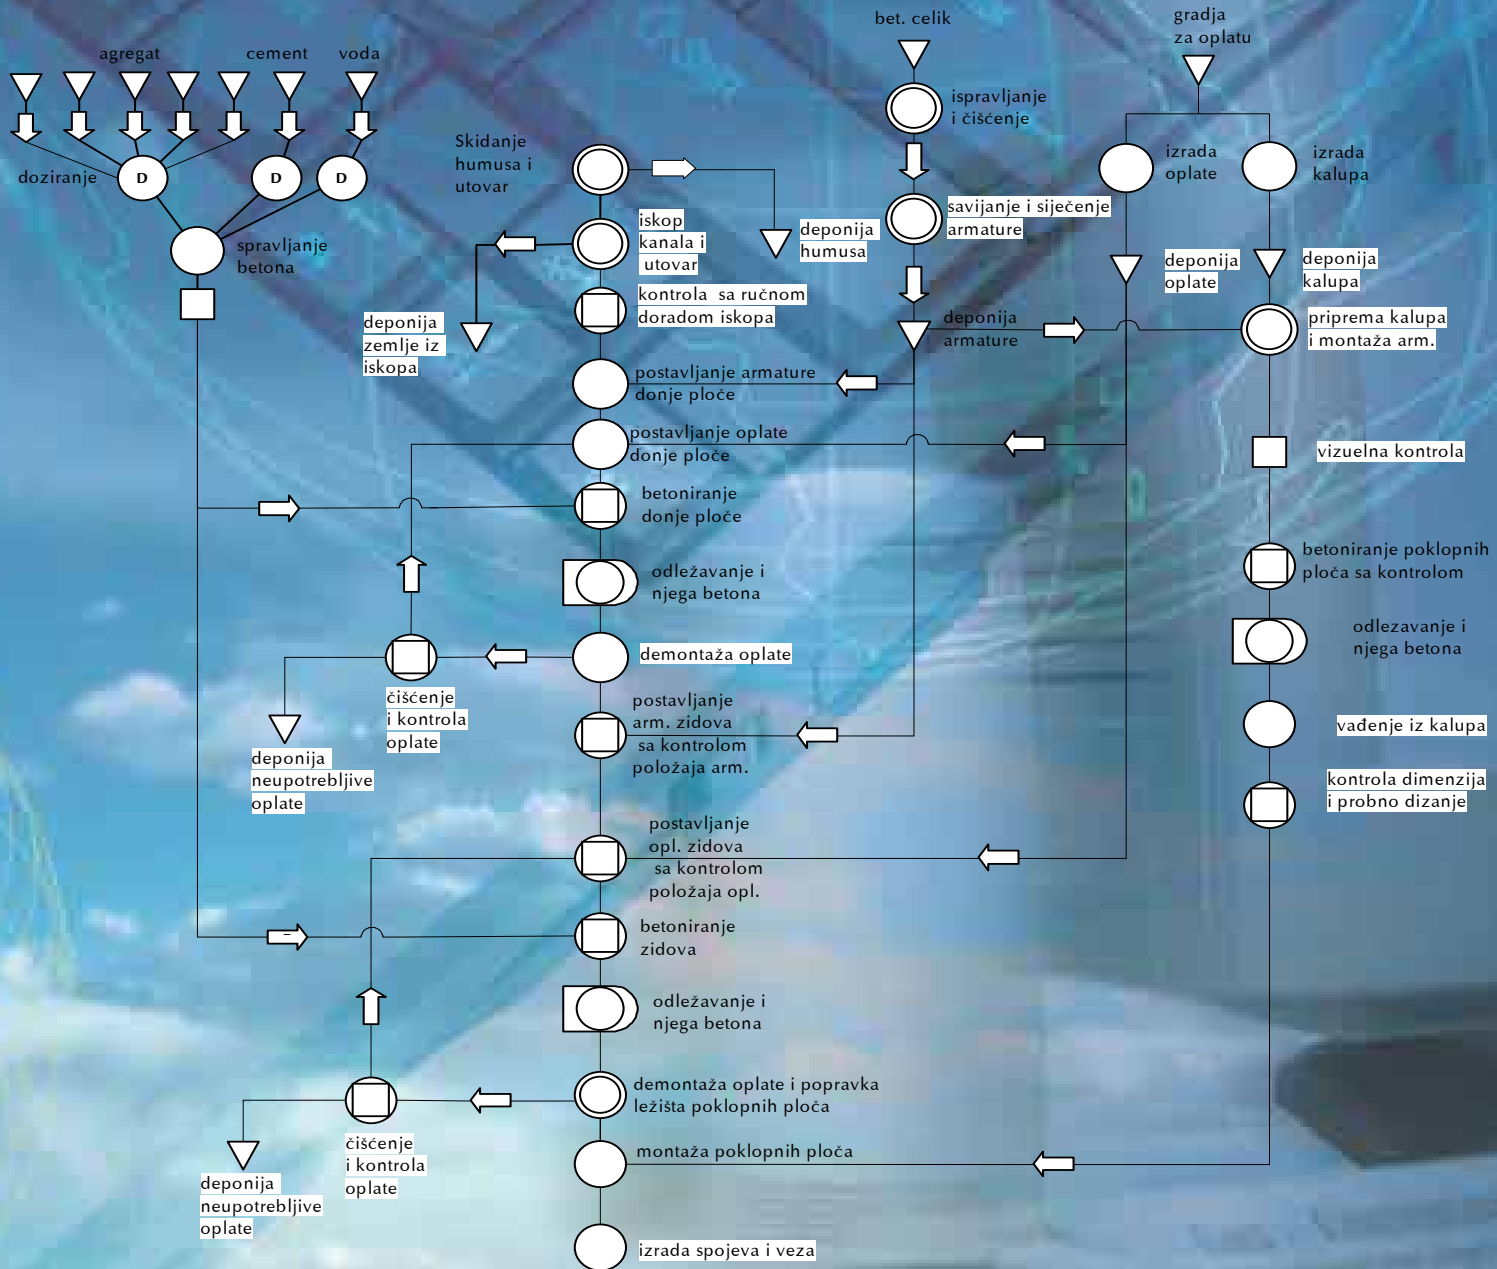 bet. celik
gradja
za oplatu
agregat
cement
voda
ispravljanje
i čišćenje
Skidanje
humusa i
utovar
izrada
oplate
izrada
kalupa
doziranje
D
D
D
savijanje i siječenje
armature
iskop
kanala i
utovar
deponija
humusa
spravljanje
betona
deponija
oplate
deponija
kalupa
kontrola sa ručnom
doradom iskopa
deponija
zemlje iz
iskopa
deponija
armature
priprema kalupa
i montaža arm.
postavljanje armature
donje ploče
postavljanje oplate
donje ploče
vizuelna kontrola
betoniranje
donje ploče
betoniranje poklopnih
ploča sa kontrolom
odležavanje i
njega betona
odlezavanje i
njega betona
demontaža oplate
čišćenje
i kontrola
oplate
postavljanje
arm. zidova
sa kontrolom
položaja arm.
vađenje iz kalupa
deponija
neupotrebljive
oplate
kontrola dimenzija
i probno dizanje
postavljanje
opl. zidova
sa kontrolom
položaja opl.
betoniranje
zidova
odležavanje i
njega betona
demontaža oplate i popravka
ležišta poklopnih ploča
čišćenje
i kontrola
oplate
montaža poklopnih ploča
deponija
neupotrebljive
oplate
izrada spojeva i veza